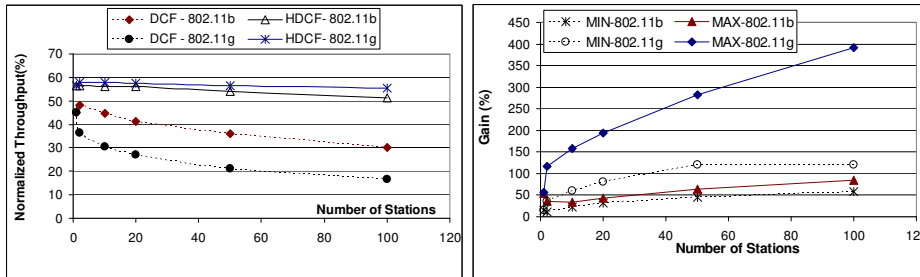 DCF - 802.11b HDCF- 802.11b
DCF - 802.11g HDCF- 802.11g
Normalized Throughput(%)
70
60
50
40
30
20
10
0
0 20 40 60 80 100 120
Number of Stations
MIN-802.11b MAX-802.11b
MIN-802.11g MAX-802.11g
Gain (%)
450
400
350
300
250
200
150
100
50
0
0 20 40 60 80 100 12
Number of Stations